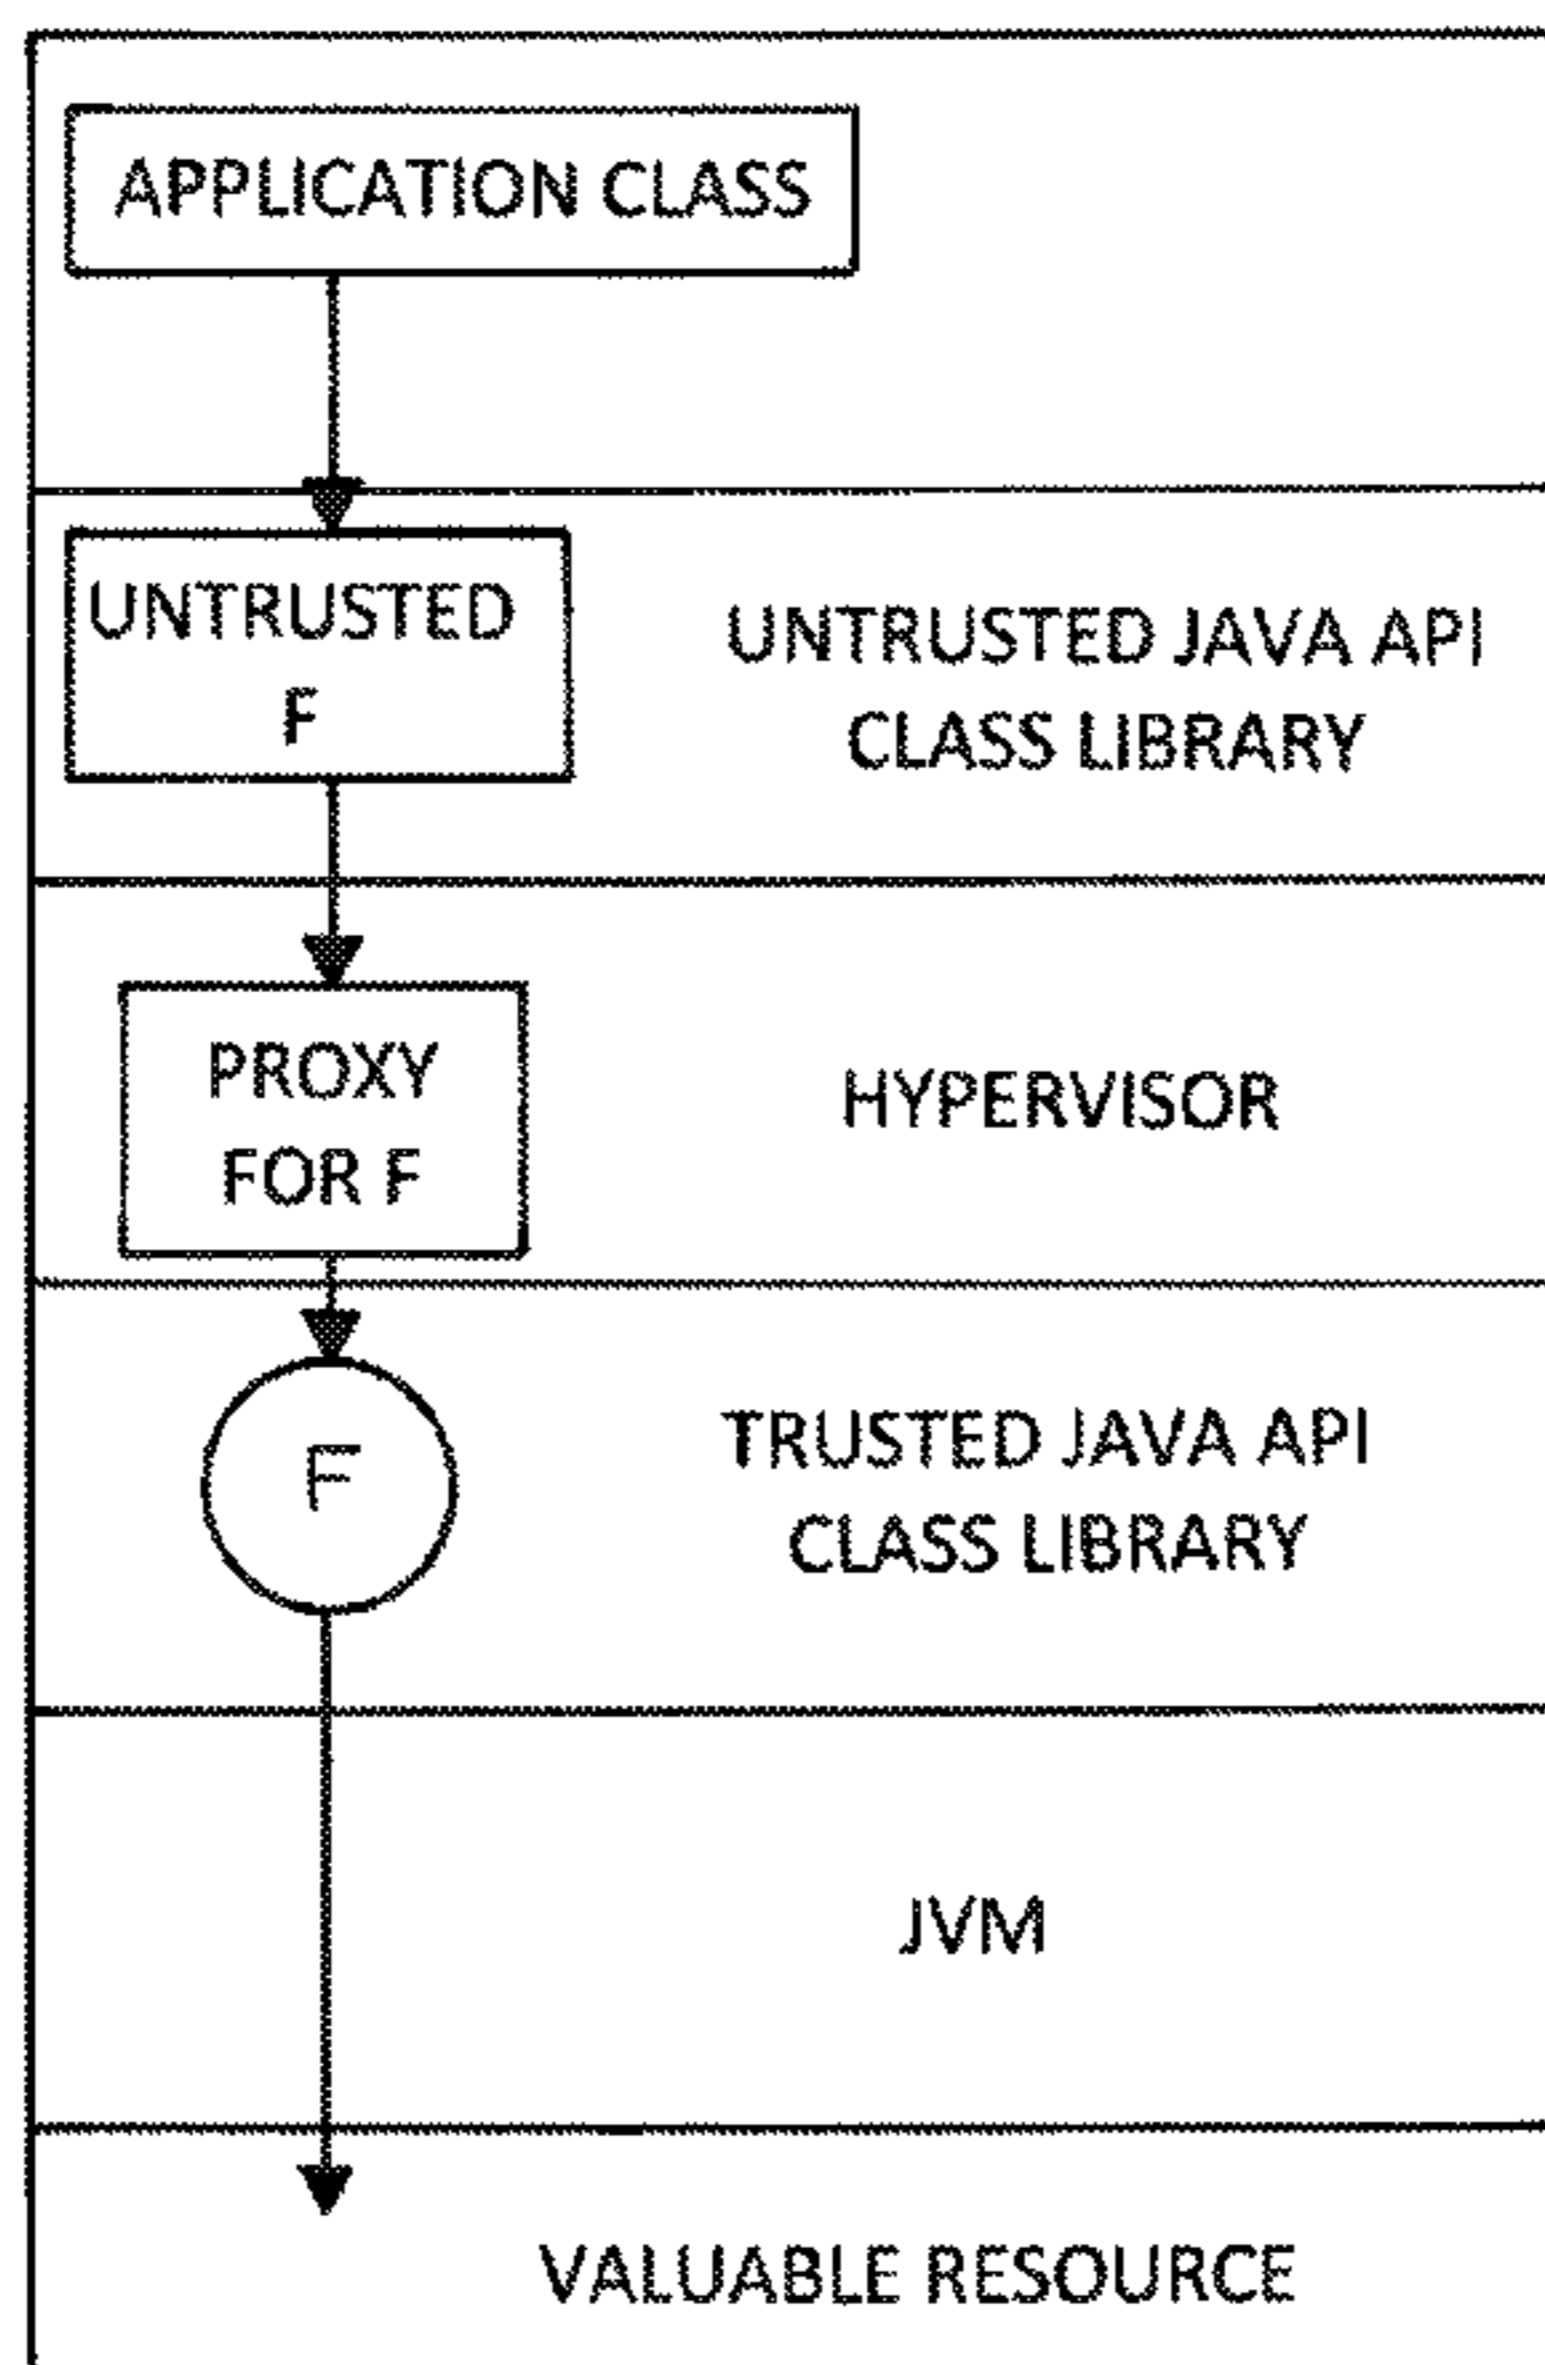 APPLICATION CLASS
UNTRUSTED
F
UNTRUSTED JAVA API
CLASS LIBRARY
PROXY
FOR F
HYPERVISOR
F
TRUSTED JAVA API
CLASS LIBRARY
JVM
VALUABLE RESOURCE